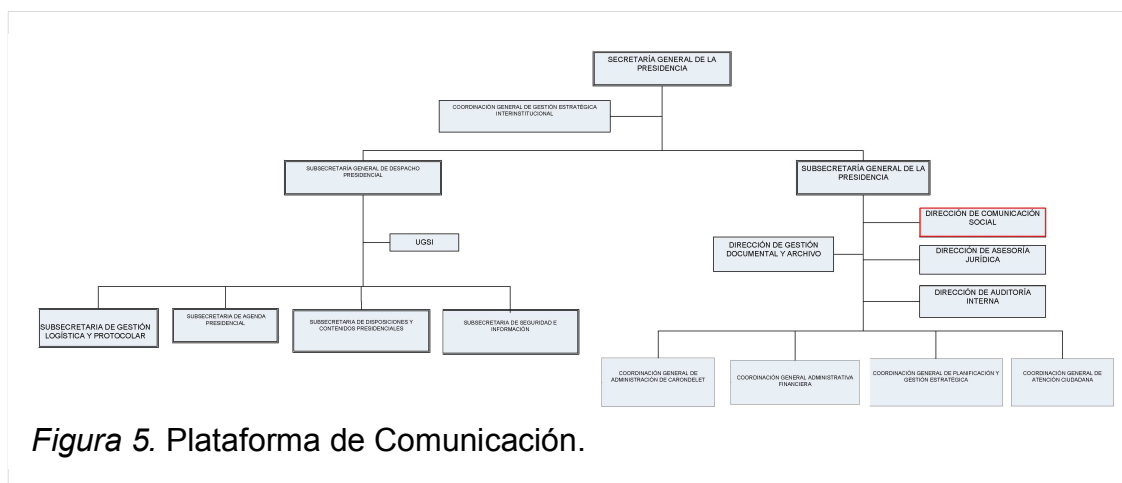 SECRETARÍA GENERAL DE LA
PRESIDENCIA
COORDINACIÓN GENERAL DE GESTIÓN ESTRATÉGICA
INTERINSTITUCIONAL
SUBSECRETARÍA GENERAL DE DESPACHO
PRESIDENCIAL
SUBSECRETARÍA GENERAL DE LA
PRESIDENCIA
DIRECCIÓN DE COMUNICACIÓN
SOCIAL
UGSI
DIRECCIÓN DE GESTIÓN
DOCUMENTAL Y ARCHIVO
DIRECCIÓN DE ASESORÍA
JURÍDICA
DIRECCIÓN DE AUDITORÍA
INTERNA
SUBSECRETARIA DE GESTIÓN
LOGÍSTICA Y PROTOCOLAR
SUBSECRETARIA DE AGENDA
PRESIDENCIAL
SUBSECRETARIA DE DISPOSICIONES Y
CONTENIDOS PRESIDENCIALES
SUBSECRETARIA DE SEGURIDAD E
INFORMACIÓN
COORDINACIÓN GENERAL DE
ADMINISTRACIÓN DE CARONDELET
COORDINACIÓN GENERAL ADMINISTRATIVA
FINANCIERA
COORDINACIÓN GENERAL DE PLANIFICACIÓN Y
GESTIÓN ESTRATÉGICA
COORDINACIÓN GENERAL DE
ATENCIÓN CIUDADANA
Figura 5. Plataforma de Comunicación.